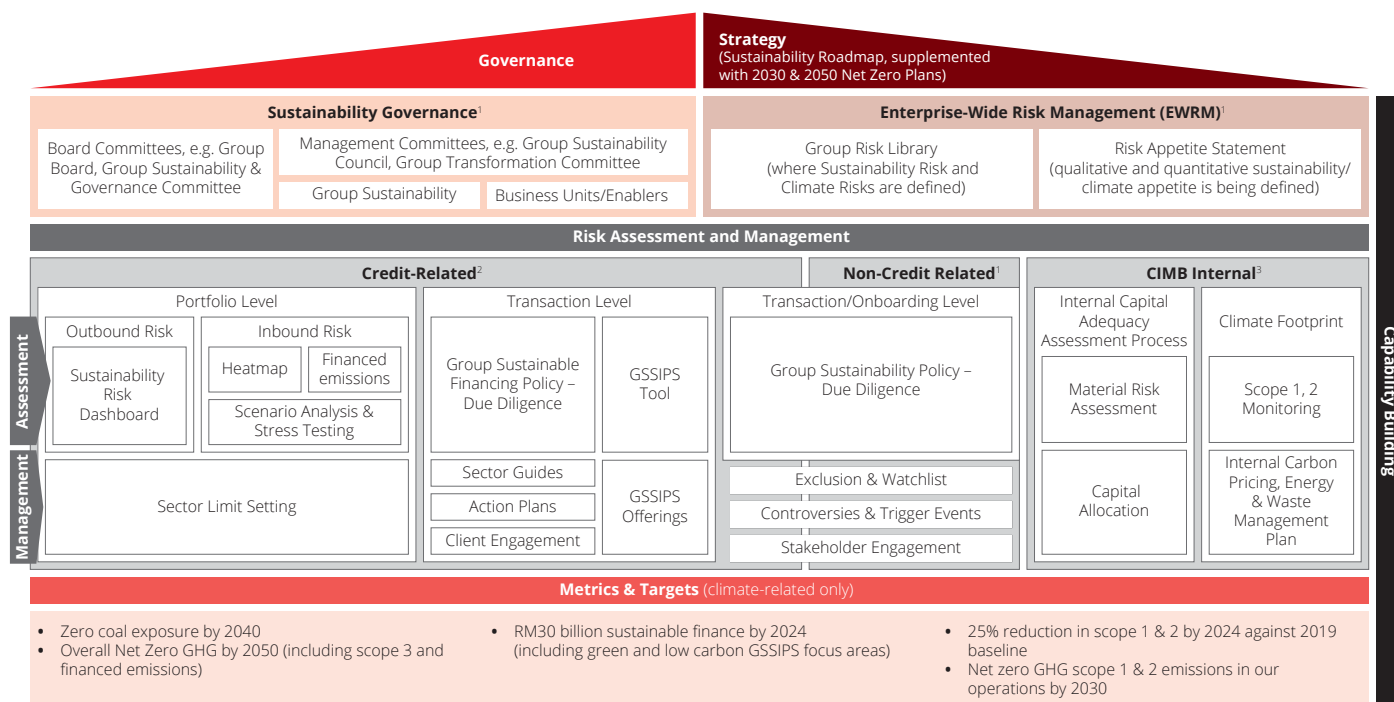 Governance
Strategy
(Sustainability Roadmap, supplemented
with 2030 & 2050 Net Zero Plans)
Sustainability Governance¹
Board Committees, e.g. Group
Board, Group Sustainability &
Governance Committee
Management Committees, e.g. Group Sustainability
Council, Group Transformation Committee
Group Sustainability
Business Units/Enablers
Enterprise-Wide Risk Management (EWRM)¹
Group Risk Library
(where Sustainability Risk and
Climate Risks are defined)
Risk Appetite Statement
(qualitative and quantitative sustainability/
climate appetite is being defined)
Risk Assessment and Management
Assessment
Management
Credit-Related²
Portfolio Level
Outbound Risk
Sustainability
Risk
Dashboard
Inbound Risk
Heatmap
Financed
emissions
Scenario Analysis &
Stress Testing
Sector Limit Setting
Transaction Level
Group Sustainable
Financing Policy –
Due Diligence
GSSIPS
Tool
Sector Guides
Action Plans
Client Engagement
GSSIPS
Offerings
Non-Credit Related¹
Transaction/Onboarding Level
Group Sustainability Policy –
Due Diligence
Exclusion & Watchlist
Controversies & Trigger Events
Stakeholder Engagement
CIMB Internal³
Internal Capital
Adequacy
Assessment Process
Material Risk
Assessment
Capital
Allocation
Climate Footprint
Scope 1, 2
Monitoring
Internal Carbon
Pricing, Energy
& Waste
Management
Plan
Capability Building
Metrics & Targets (climate-related only)
• Zero coal exposure by 2040
• Overall Net Zero GHG by 2050 (including scope 3 and
financed emissions)
• RM30 billion sustainable finance by 2024
(including green and low carbon GSSIPS focus areas)
• 25% reduction in scope 1 & 2 by 2024 against 2019
baseline
• Net zero GHG scope 1 & 2 emissions in our
operations by 2030